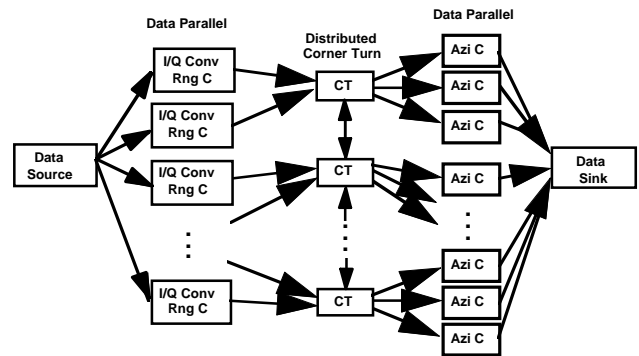 Data Parallel
Distributed
Corner Turn
Data Parallel
Data
Source
I/Q Conv
Rng C
I/Q Conv
Rng C
I/Q Conv
Rng C
I/Q Conv
Rng C
CT
CT
CT
Azi C
Azi C
Azi C
Azi C
Azi C
Azi C
Azi C
Data
Sink